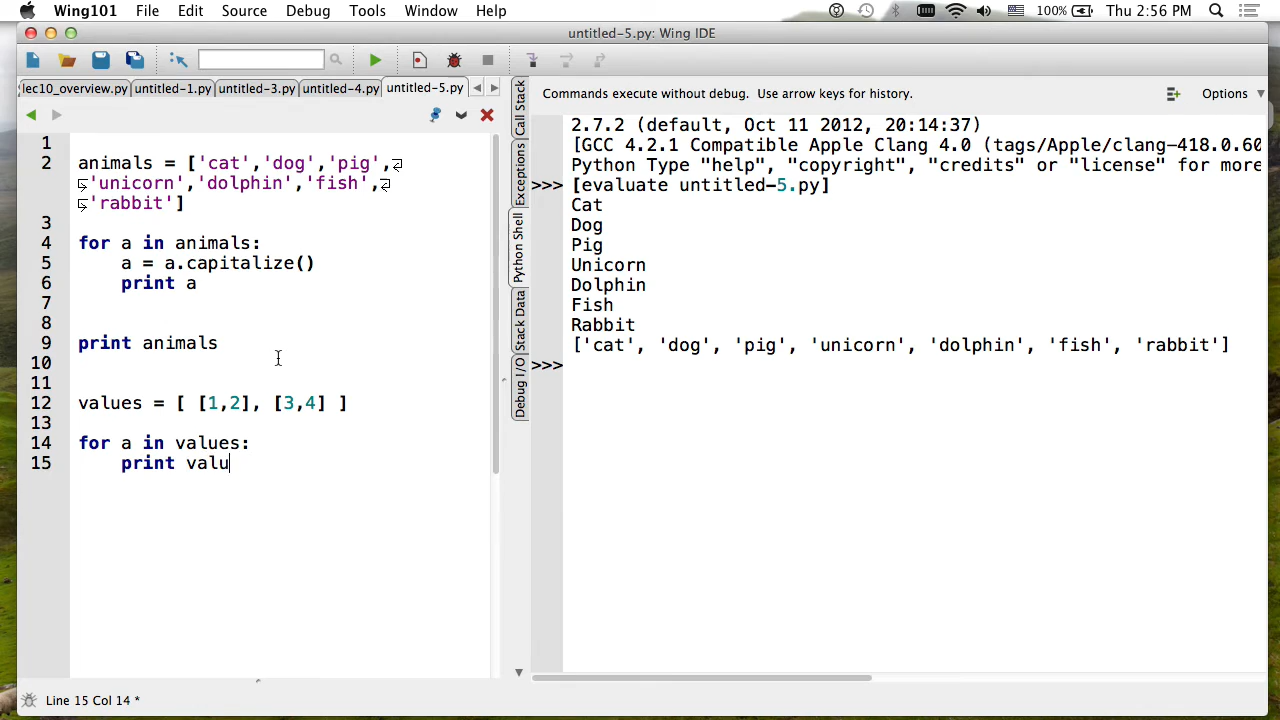 Wing101 File Edit Source Debug Tools Window Help 100% Thu 2:56 PM
untitled-5.py: Wing IDE
lec10_overview.py untitled-1.py untitled-3.py untitled-4.py untitled-5.py
1
2 animals = ['cat','dog','pig',
'unicorn','dolphin','fish',
'rabbit']
3
4 for a in animals:
5 a = a.capitalize()
6 print a
7
8
9 print animals
10
11
12 values = [ [1,2], [3,4] ]
13
14 for a in values:
15 print valu
Line 15 Col 14 *
Call Stack
Exceptions
Python Shell
Stack Data
Debug I/O
Commands execute without debug. Use arrow keys for history. Options
2.7.2 (default, Oct 11 2012, 20:14:37)
[GCC 4.2.1 Compatible Apple Clang 4.0 (tags/Apple/clang-418.0.60
Python Type "help", "copyright", "credits" or "license" for more
>>> [evaluate untitled-5.py]
Cat
Dog
Pig
Unicorn
Dolphin
Fish
Rabbit
['cat', 'dog', 'pig', 'unicorn', 'dolphin', 'fish', 'rabbit']
>>>